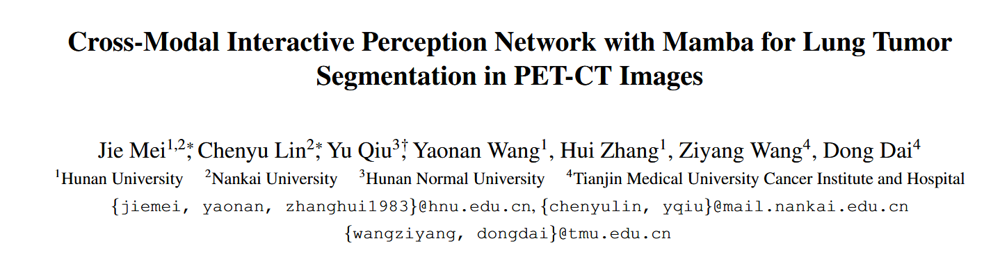 Cross-Modal Interactive Perception Network with Mamba for Lung Tumor
Segmentation in PET-CT Images
Jie Mei1,2*, Chenyu Lin2*, Yu Qiu3†, Yaonan Wang1, Hui Zhang1, Ziyang Wang4, Dong Dai4
1Hunan University 2Nankai University 3Hunan Normal University 4Tianjin Medical University Cancer Institute and Hospital
{jiemei, yaonan, zhanghui1983}@hnu.edu.cn, {chenyulin, yqiu}@mail.nankai.edu.cn
{wangziyang, dongdai}@tmu.edu.cn